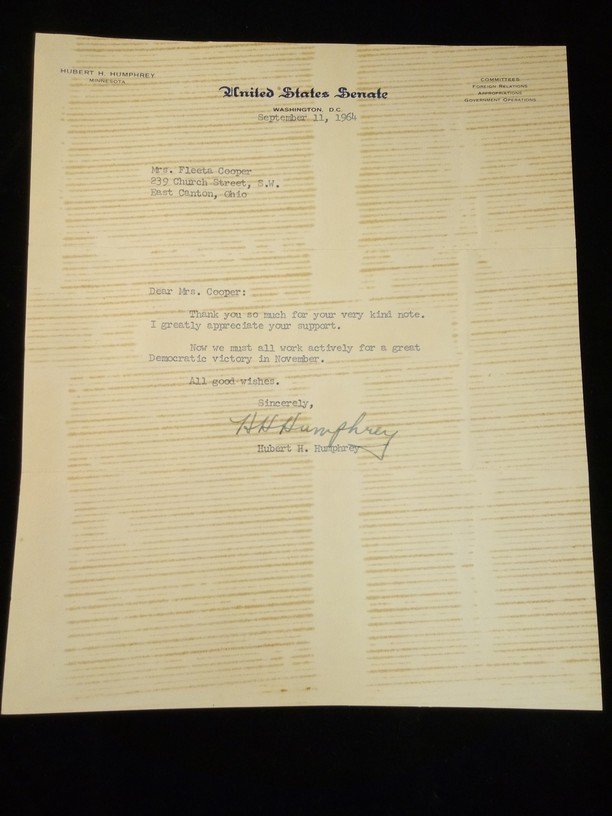 HUBERT H. HUMPHREY
MINNESOTA
United States Senate
WASHINGTON, D.C.
COMMITTEES
FOREIGN RELATIONS
APPROPRIATIONS
GOVERNMENT OPERATIONS
September 11, 1964
Mrs. Fleeta Cooper
239 Church Street, S.W.
East Canton, Ohio
Dear Mrs. Cooper:
Thank you so much for your very kind note.
I greatly appreciate your support.
Now we must all work actively for a great
Democratic victory in November.
All good wishes.
Sincerely,
HH Humphrey
Hubert H. Humphrey